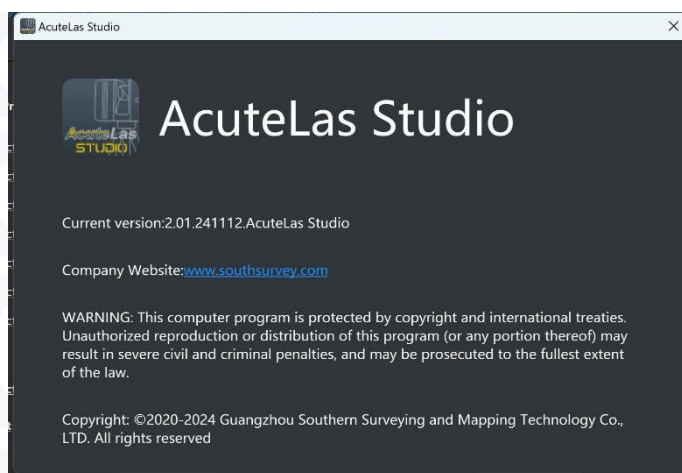 AcuteLas Studio
AcuteLas
STUDIO
AcuteLas Studio
Current version:2.01.241112.AcuteLas Studio
Company Website:www.southsurvey.com
WARNING: This computer program is protected by copyright and international treaties.
Unauthorized reproduction or distribution of this program (or any portion thereof) may
result in severe civil and criminal penalties, and may be prosecuted to the fullest extent
of the law.
Copyright: ©2020-2024 Guangzhou Southern Surveying and Mapping Technology Co.,
LTD. All rights reserved